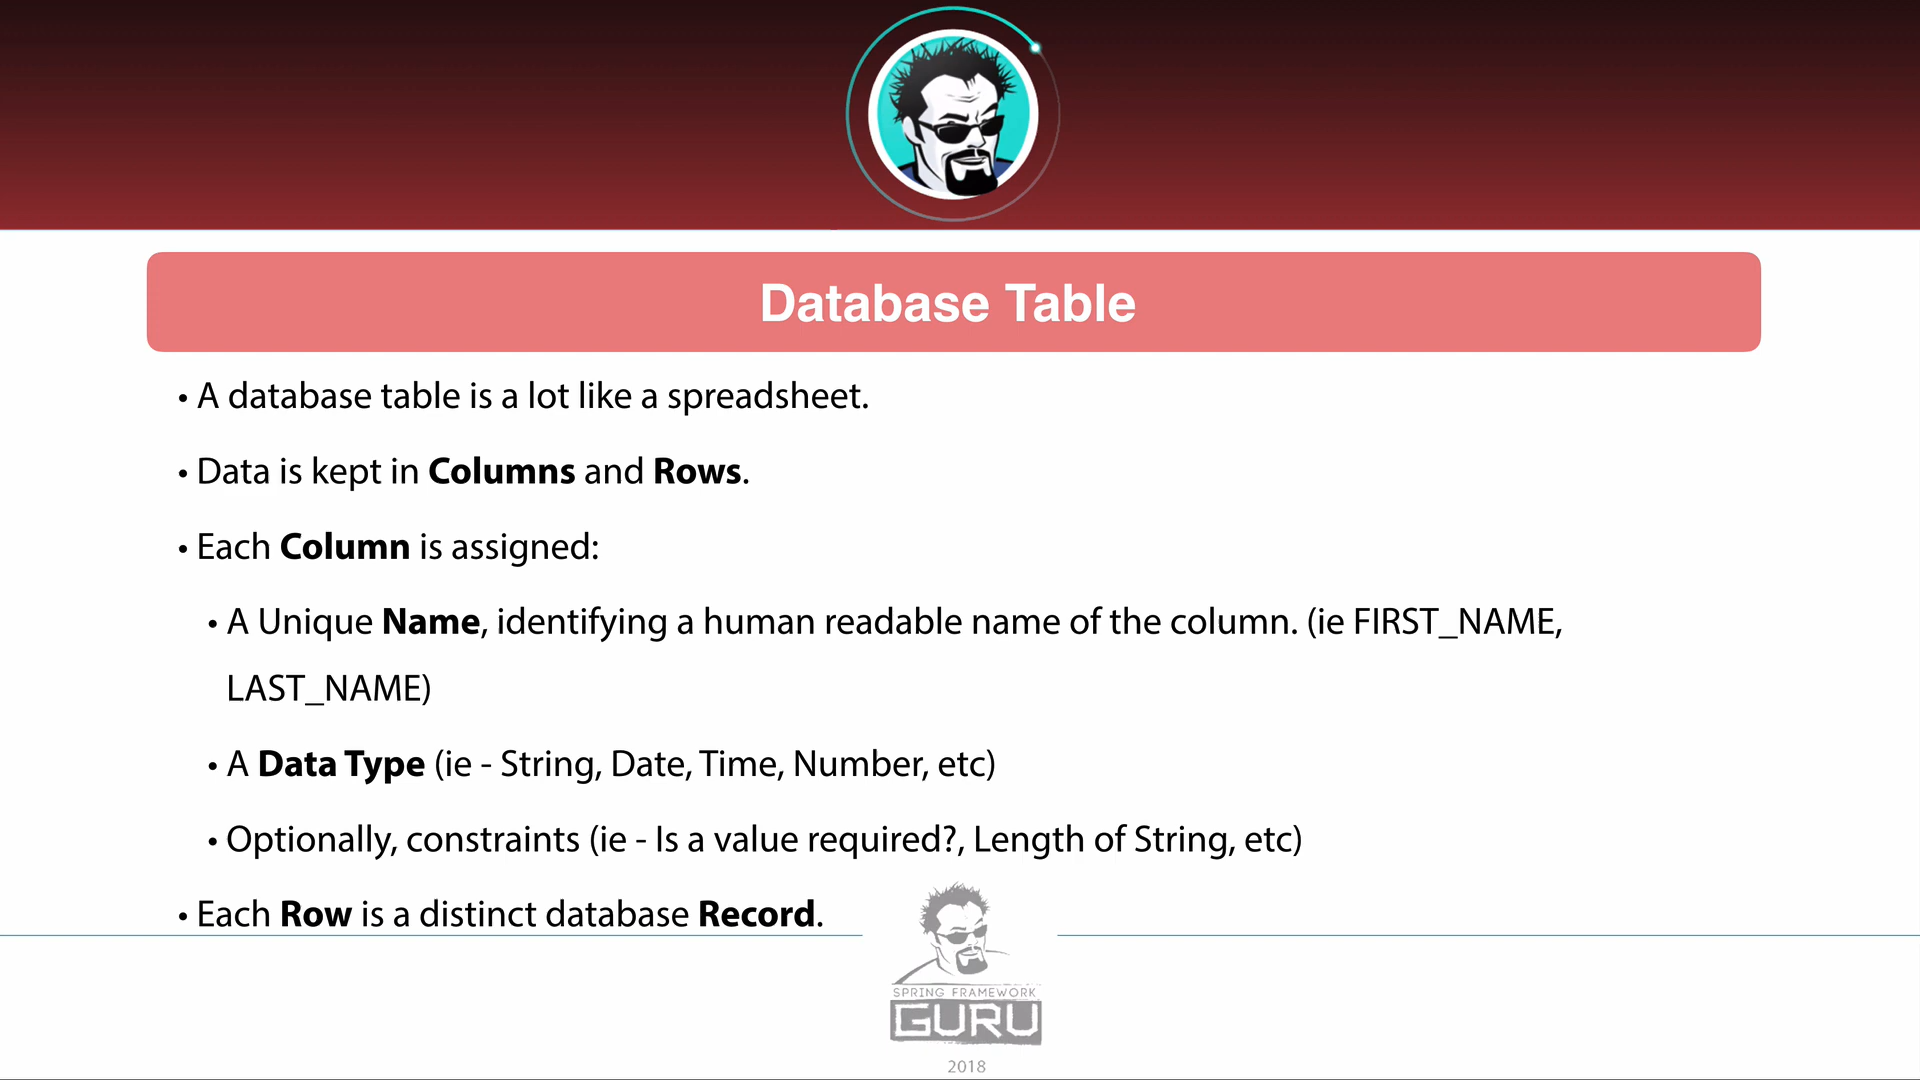 Database Table
• A database table is a lot like a spreadsheet.
• Data is kept in Columns and Rows.
• Each Column is assigned:
• A Unique Name, identifying a human readable name of the column. (ie FIRST_NAME,
LAST_NAME)
• A Data Type (ie - String, Date, Time, Number, etc)
• Optionally, constraints (ie - Is a value required?, Length of String, etc)
• Each Row is a distinct database Record.
SPRING FRAMEWORK
GURU
2018